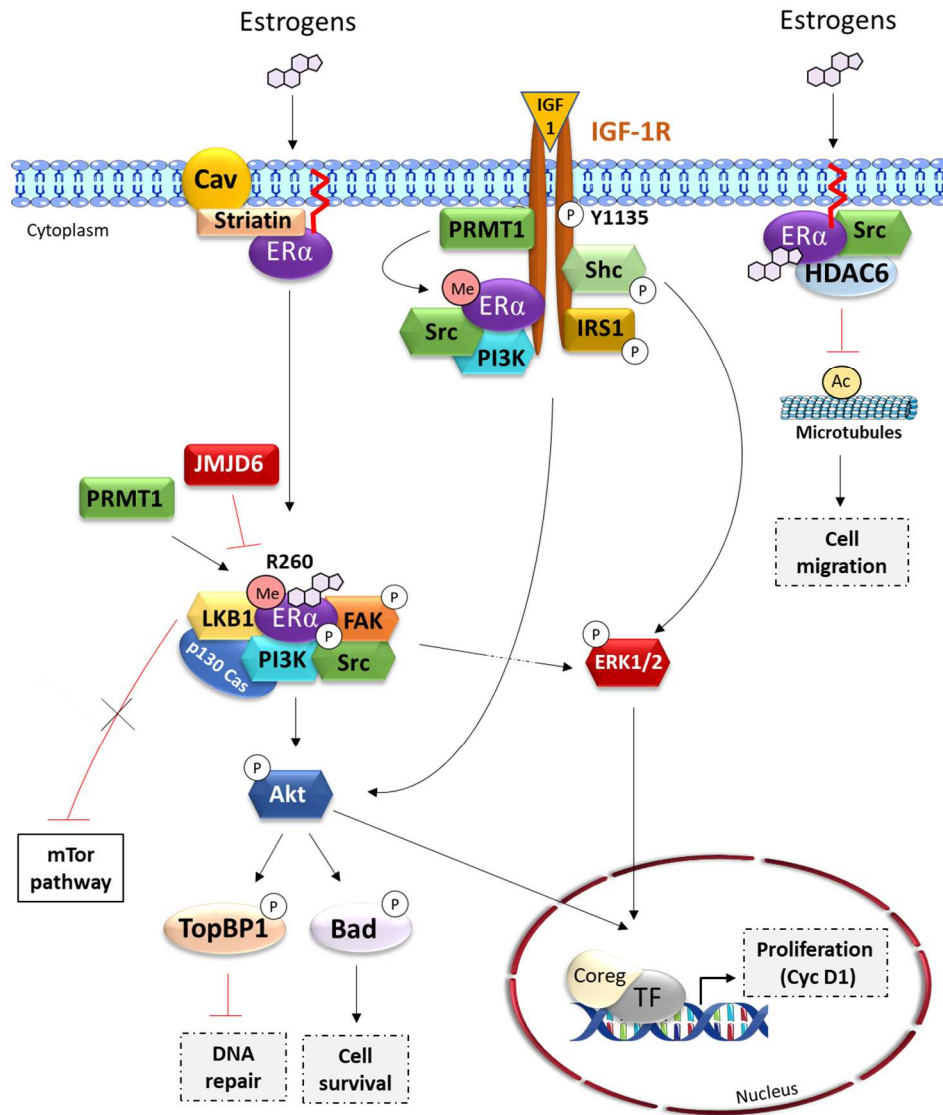 Estrogens
Estrogens
IGF
1
IGF-1R
Cav
Striatin
ERα
Cytoplasm
PRMT1
P
Y1135
Shc
P
Me
ERα
Src
PI3K
IRS1
P
ERα
Src
HDAC6
Ac
Microtubules
Cell
migration
JMJD6
PRMT1
R260
Me
P
LKB1
ERα
FAK
P
p130 Cas
PI3K
Src
P
ERK1/2
P
Akt
mTor
pathway
P
TopBP1
P
Bad
DNA
repair
Cell
survival
Proliferation
(Cyc D1)
Coreg
TF
Nucleus